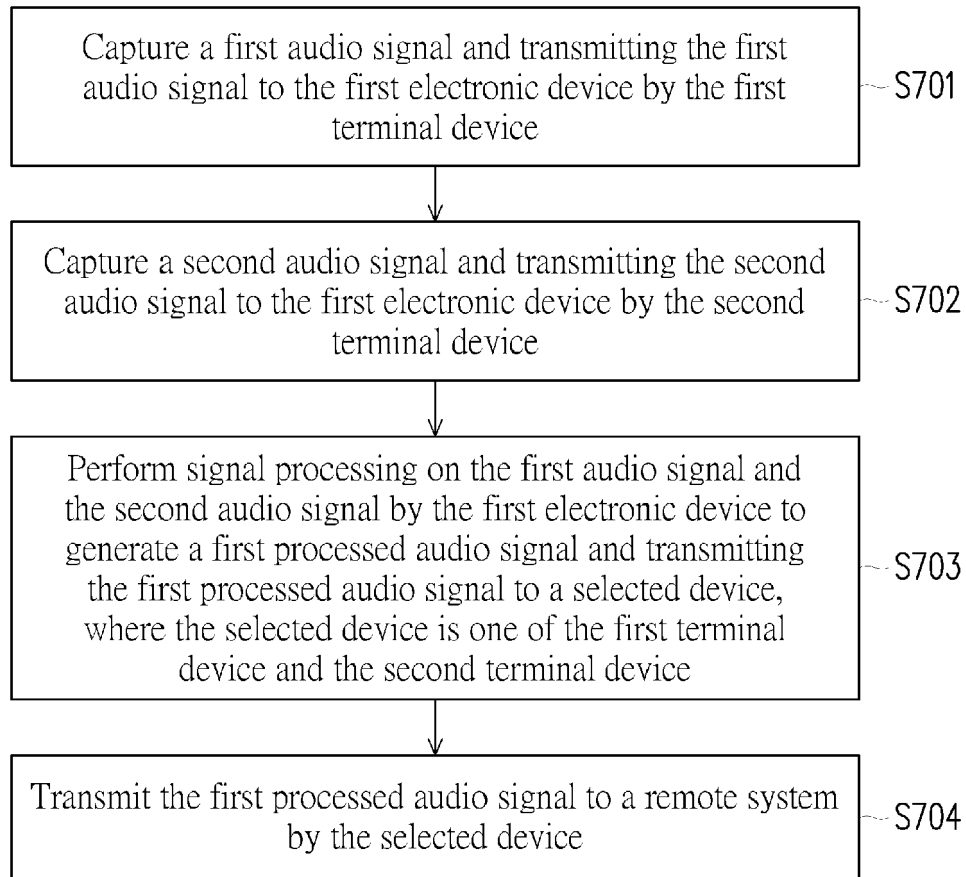 Capture a first audio signal and transmitting the first
audio signal to the first electronic device by the first
terminal device
S701
Capture a second audio signal and transmitting the second
audio signal to the first electronic device by the second
terminal device
S702
Perform signal processing on the first audio signal and
the second audio signal by the first electronic device to
generate a first processed audio signal and transmitting
the first processed audio signal to a selected device,
where the selected device is one of the first terminal
device and the second terminal device
S703
Transmit the first processed audio signal to a remote system
by the selected device
S704